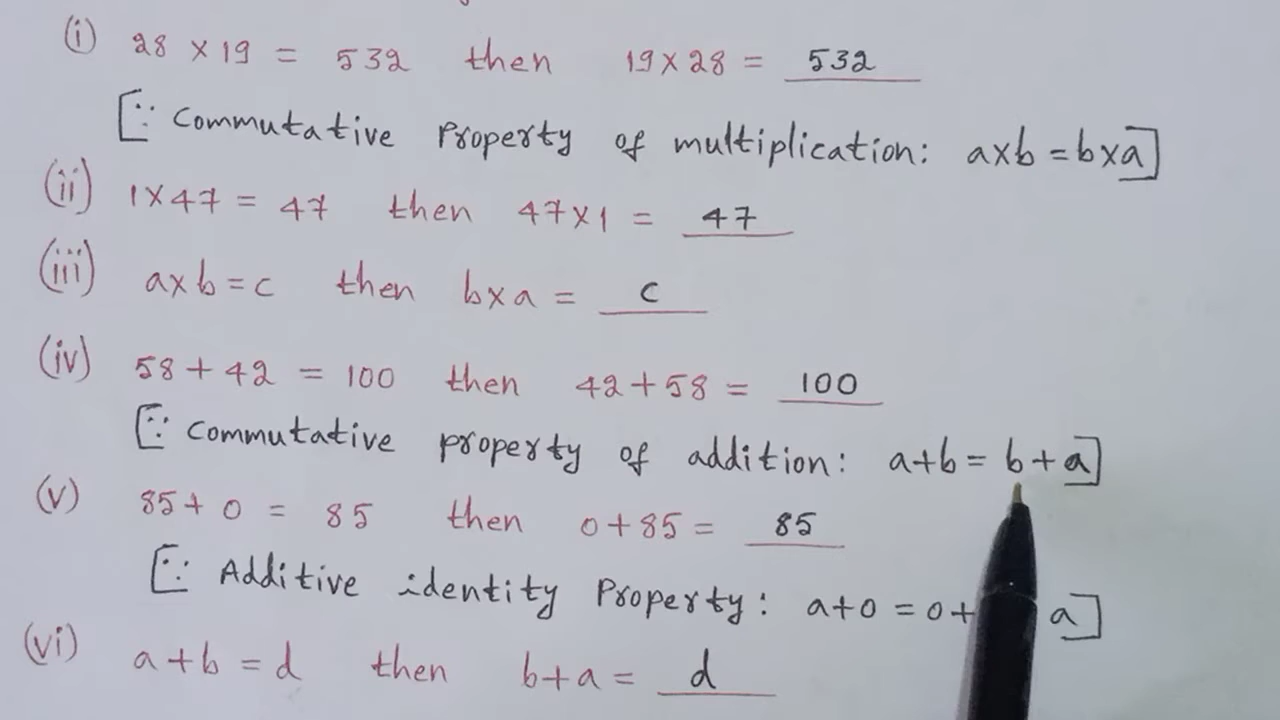 (i) 28 × 19 = 532 then 19 × 28 = 532
[∵ Commutative Property of multiplication: a×b = b×a]
(ii) 1 × 47 = 47 then 47 × 1 = 47
(iii) a×b = c then b×a = c
(iv) 58 + 42 = 100 then 42 + 58 = 100
[∵ Commutative property of addition: a+b = b+a]
(v) 85 + 0 = 85 then 0 + 85 = 85
[∵ Additive identity Property: a+0 = 0+ a]
(vi) a + b = d then b + a = d